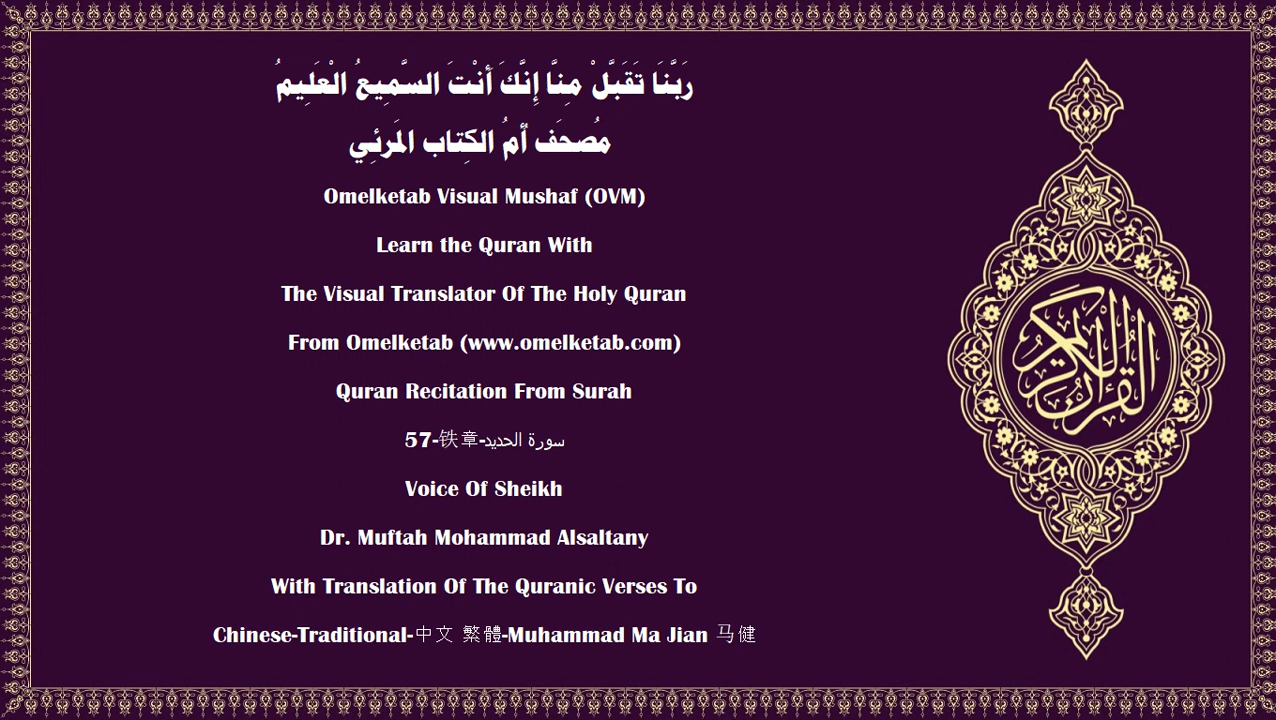 رَبَّنَا تَقَبَّلْ مِنَّا إِنَّكَ أَنْتَ السَّمِيعُ الْعَلِيمُ
مُصحَف أمُ الكِتاب المَرئِي
Omelketab Visual Mushaf (OVM)
Learn the Quran With
The Visual Translator Of The Holy Quran
From Omelketab (www.omelketab.com)
Quran Recitation From Surah
57-铁章-سورة الحديد
Voice Of Sheikh
Dr. Muftah Mohammad Alsaltany
With Translation Of The Quranic Verses To
Chinese-Traditional-中文 繁體-Muhammad Ma Jian 马健
القرآن الكريم